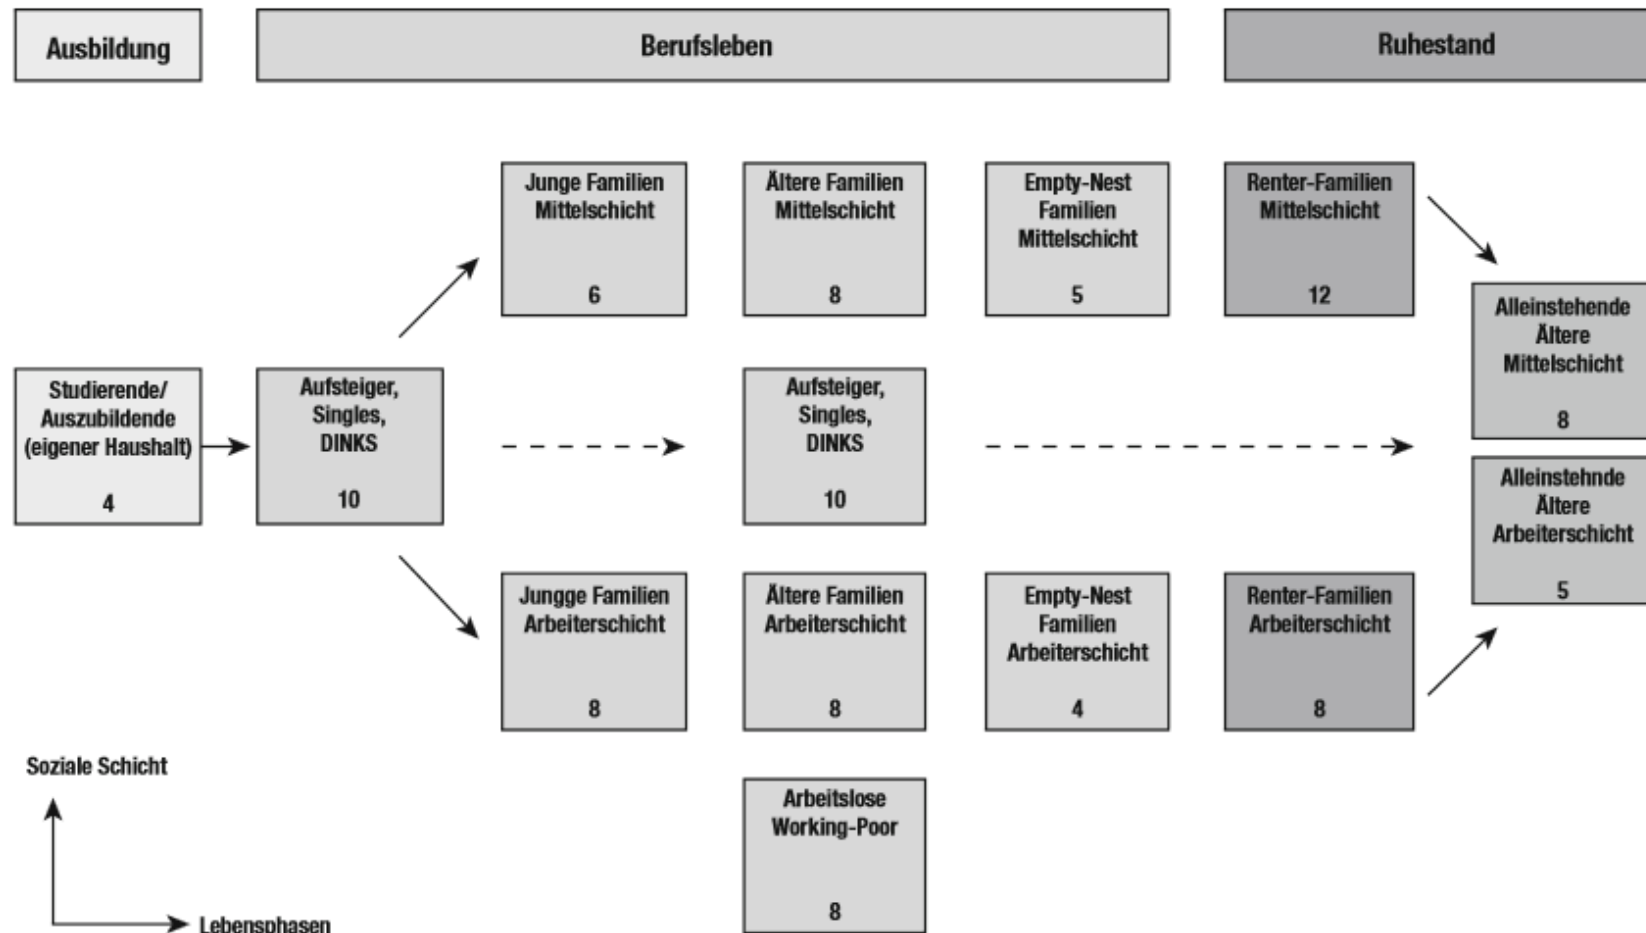 Ausbildung
Berufsleben
Ruhestand
Junge Familien
Mittelschicht
6
Ältere Familien
Mittelschicht
8
Empty-Nest
Familien
Mittelschicht
5
Renter-Familien
Mittelschicht
12
Alleinstehende
Ältere
Mittelschicht
8
Studierende/
Auszubildende
(eigener Haushalt)
4
Aufsteiger,
Singles,
DINKS
10
Aufsteiger,
Singles,
DINKS
10
Alleinstehnde
Ältere
Arbeiterschicht
5
Jungge Familien
Arbeiterschicht
8
Ältere Familien
Arbeiterschicht
8
Empty-Nest
Familien
Arbeiterschicht
4
Renter-Familien
Arbeiterschicht
8
Arbeitslose
Working-Poor
8
Soziale Schicht
Lebensphasen